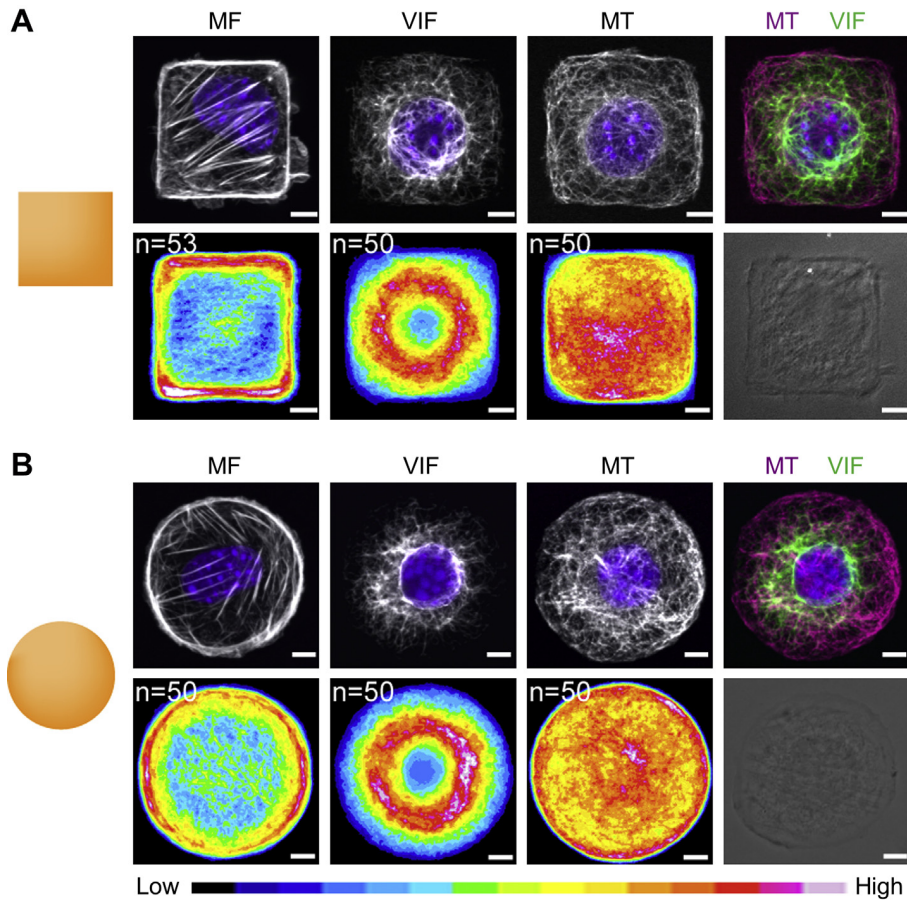 A
MF VIF MT MT VIF
n=53 n=50 n=50
B
MF VIF MT MT VIF
n=50 n=50 n=50
Low High